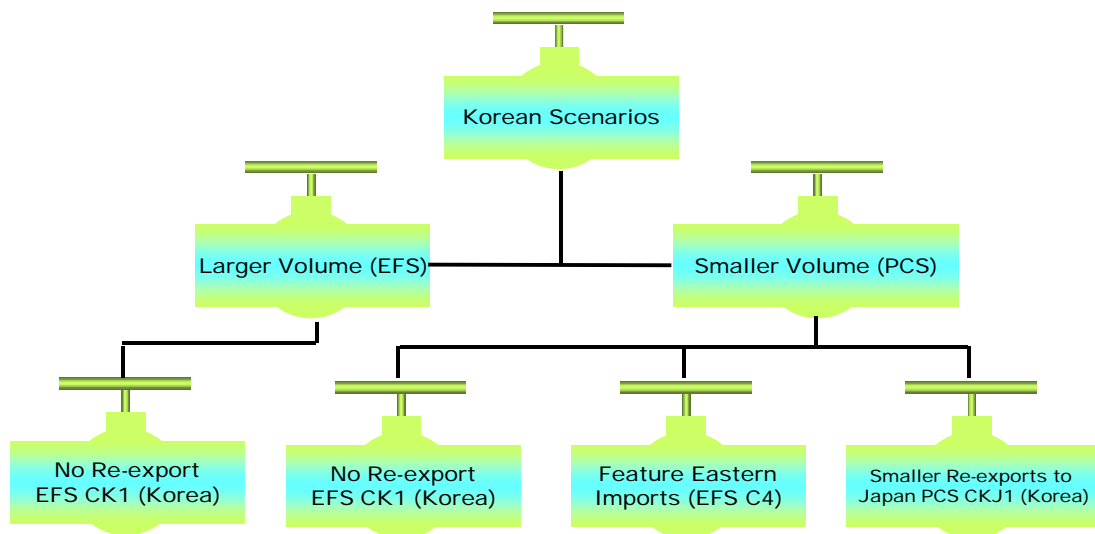 Korean Scenarios
Larger Volume (EFS)
Smaller Volume (PCS)
No Re-export
EFS CK1 (Korea)
No Re-export
EFS CK1 (Korea)
Feature Eastern
Imports (EFS C4)
Smaller Re-exports to
Japan PCS CKJ1 (Korea)